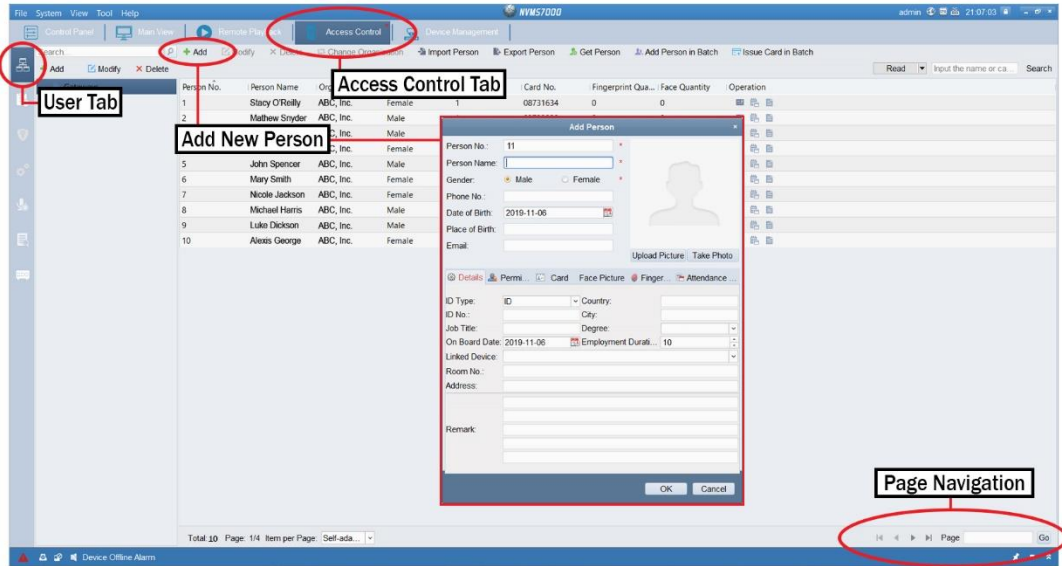 File System View Tool Help
NVMS7000
admin 21:07:03
Control Panel Main View Remote Playback Access Control Device Management
Search...
Add Modify Delete Change Organization Import Person Export Person Get Person Add Person in Batch Issue Card in Batch
Add Modify Delete
Read Input the name or ca... Search
User Tab
Access Control Tab
Add New Person
Person No. Person Name Card No. Fingerprint Qua... Face Quantity Operation
1 Stacy O'Reilly ABC, Inc. Female 1 08731634 0 0
2 Mathew Snyder ABC, Inc. Male
Male
Female
5 John Spencer ABC, Inc. Male
6 Mary Smith ABC, Inc. Female
7 Nicole Jackson ABC, Inc. Female
8 Michael Harris ABC, Inc. Male
9 Luke Dickson ABC, Inc. Male
10 Alexis George ABC, Inc. Female
Add Person
Person No.: 11 *
Person Name: *
Gender: Male Female *
Phone No.:
Date of Birth: 2019-11-06
Place of Birth:
Email:
Upload Picture Take Photo
Details Permi... Card Face Picture Finger... Attendance ...
ID Type: ID Country:
ID No.: City:
Job Title: Degree:
On Board Date: 2019-11-06 Employment Durati... 10
Linked Device:
Room No.:
Address:
Remark:
OK Cancel
Page Navigation
Total: 10 Page: 1/4 Item per Page: Self-ada...
Page Go
Device Offline Alarm